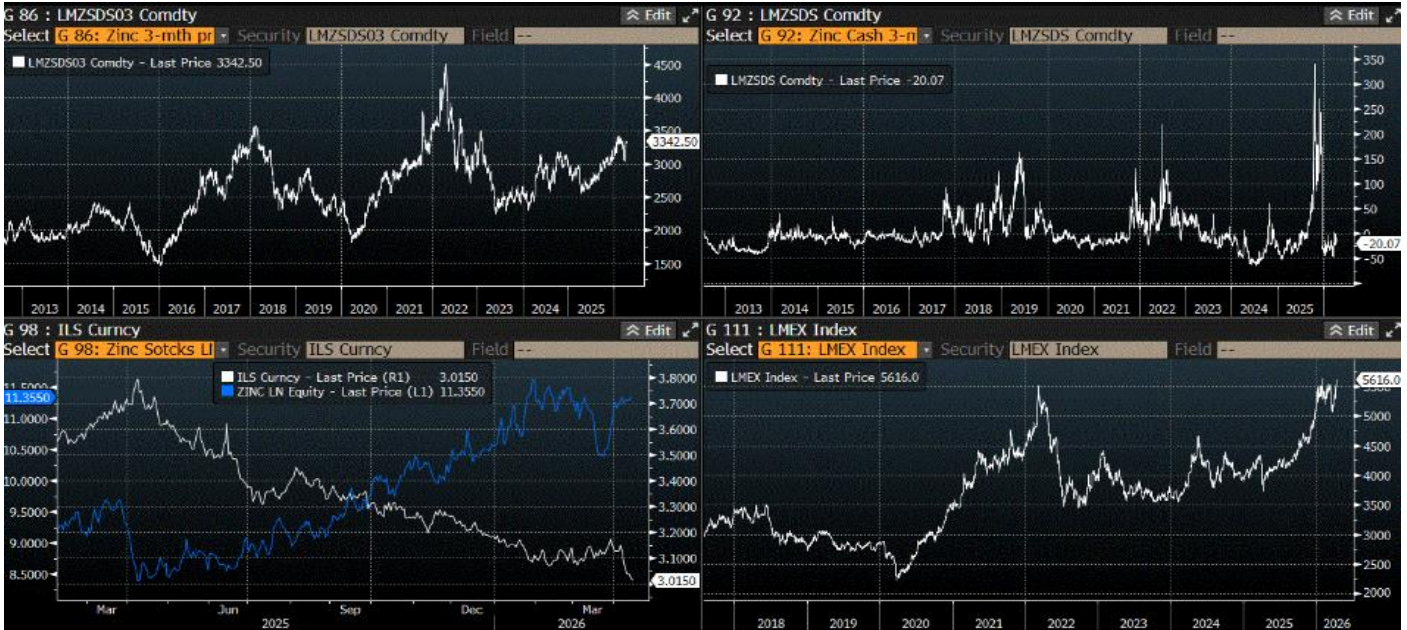 G 86 : LMZSDS03 Comdty
Edit
Select G 86: Zinc 3-mth pr Security LMZSDS03 Comdty Field --
LMZSDS03 Comdty - Last Price 3342.50
4500
4000
3500
3342.50
3000
2500
2000
1500
2013 2014 2015 2016 2017 2018 2019 2020 2021 2022 2023 2024 2025
G 92 : LMZSDS Comdty
Edit
Select G 92: Zinc Cash 3-n Security LMZSDS Comdty Field --
LMZSDS Comdty - Last Price -20.07
350
300
250
200
150
100
50
0
-20.07
-50
2013 2014 2015 2016 2017 2018 2019 2020 2021 2022 2023 2024 2025
G 98 : ILS Curncy
Edit
Select G 98: Zinc Sotcks LI Security ILS Curncy Field --
ILS Curncy - Last Price (R1) 3.0150
ZINC LN Equity - Last Price (L1) 11.3550
11.5000
11.3550
11.0000
10.5000
10.0000
9.5000
9.0000
8.5000
3.8000
3.7000
3.6000
3.5000
3.4000
3.3000
3.2000
3.1000
3.0150
Mar Jun Sep Dec Mar
2025 2026
G 111 : LMEX Index
Edit
Select G 111: LMEX Index Security LMEX Index Field --
LMEX Index - Last Price 5616.0
5616.0
5000
4500
4000
3500
3000
2500
2000
2018 2019 2020 2021 2022 2023 2024 2025 2026